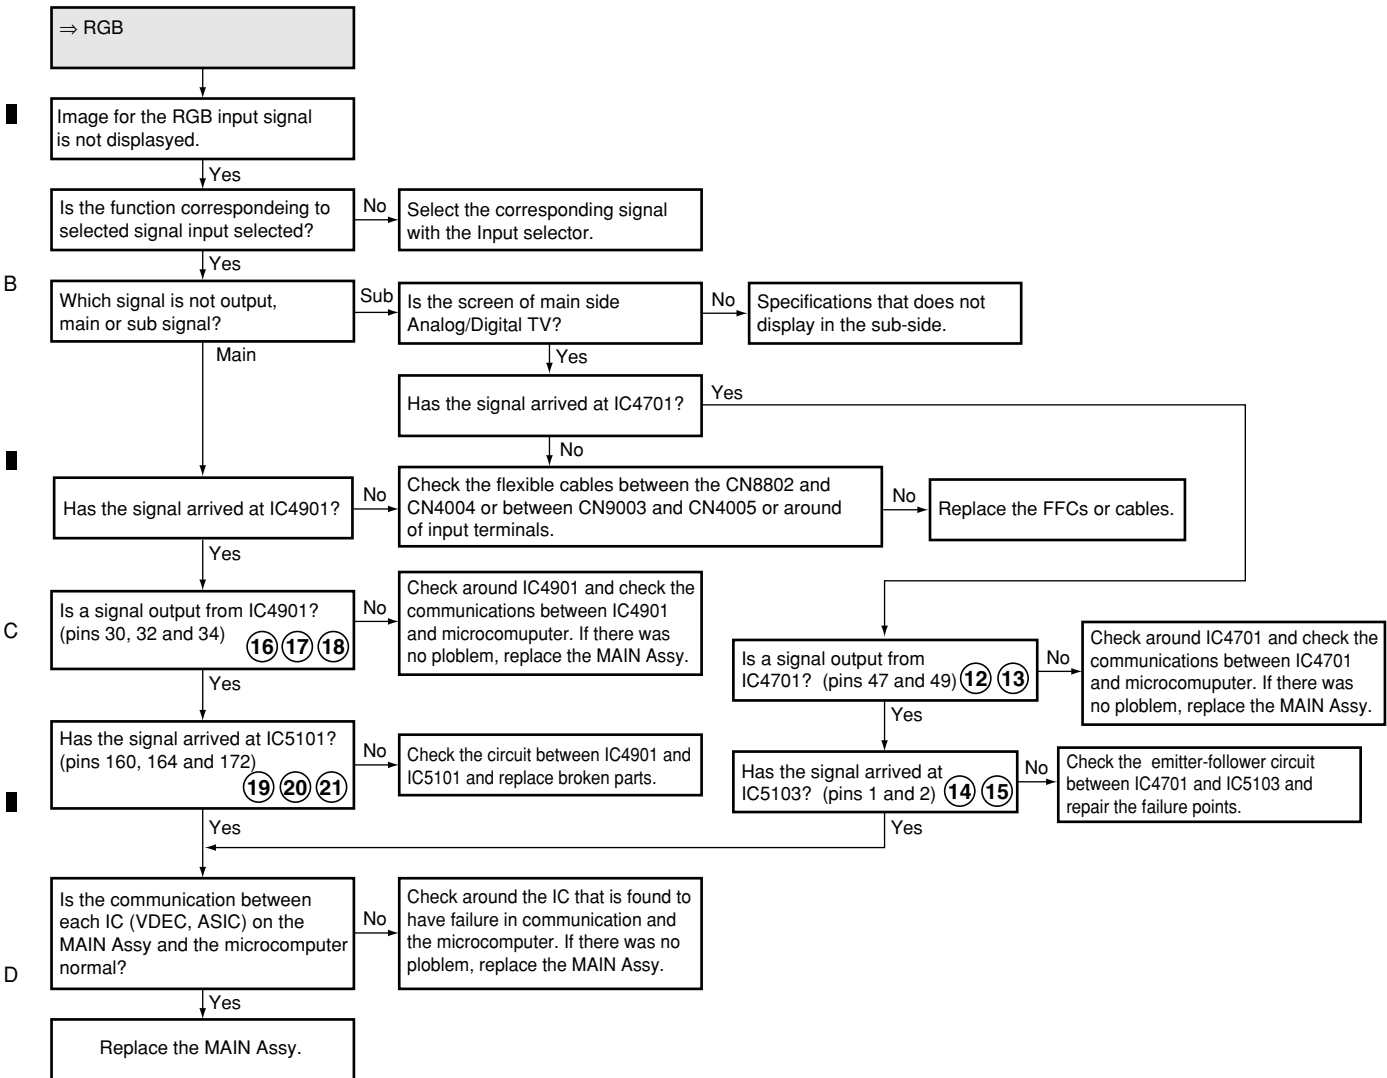 ⇒ RGB
Image for the RGB input signal
is not displasyed.
Yes
Is the function correspondeing to
selected signal input selected?
No
Select the corresponding signal
with the Input selector.
Yes
B
Which signal is not output,
main or sub signal?
Sub
Is the screen of main side
Analog/Digital TV?
No
Specifications that does not
display in the sub-side.
Main
Yes
Has the signal arrived at IC4701?
Yes
No
Has the signal arrived at IC4901?
No
Check the flexible cables between the CN8802 and
CN4004 or between CN9003 and CN4005 or around
of input terminals.
No
Replace the FFCs or cables.
Yes
C
Is a signal output from IC4901?
(pins 30, 32 and 34) 16 17 18
No
Check around IC4901 and check the
communications between IC4901
and microcomuputer. If there was
no ploblem, replace the MAIN Assy.
Is a signal output from
IC4701? (pins 47 and 49) 12 13
No
Check around IC4701 and check the
communications between IC4701
and microcomuputer. If there was
no ploblem, replace the MAIN Assy.
Yes
Yes
Has the signal arrived at IC5101?
(pins 160, 164 and 172)
19 20 21
No
Check the circuit between IC4901 and
IC5101 and replace broken parts.
Has the signal arrived at
IC5103? (pins 1 and 2) 14 15
No
Check the emitter-follower circuit
between IC4701 and IC5103 and
repair the failure points.
Yes
Yes
Is the communication between
each IC (VDEC, ASIC) on the
MAIN Assy and the microcomputer
normal?
No
Check around the IC that is found to
have failure in communication and
the microcomputer. If there was no
ploblem, replace the MAIN Assy.
D
Yes
Replace the MAIN Assy.